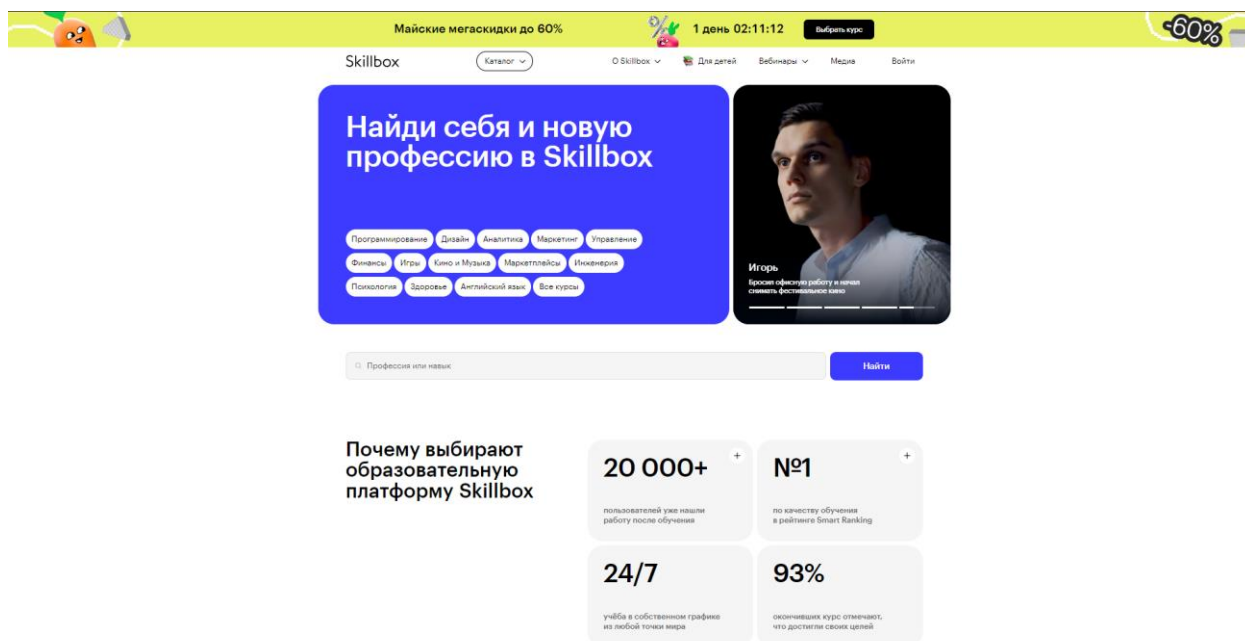 Майские мегаскидки до 60%
1 день 02:11:12
Выбрать курс
-60%
Skillbox
Каталог
О Skillbox
Для детей
Вебинары
Медиа
Войти
Найди себя и новую
профессию в Skillbox
Программирование
Дизайн
Аналитика
Маркетинг
Управление
Финансы
Игры
Кино и Музыка
Маркетплейсы
Инженерия
Психология
Здоровье
Английский язык
Все курсы
Игорь
Бросил офисную работу и начал
снимать фестивальное кино
Профессия или навык
Найти
Почему выбирают
образовательную
платформу Skillbox
20 000+
пользователей уже нашли
работу после обучения
№1
по качеству обучения
в рейтинге Smart Ranking
24/7
учёба в собственном графике
из любой точки мира
93%
окончивших курс отмечают,
что достигли своих целей